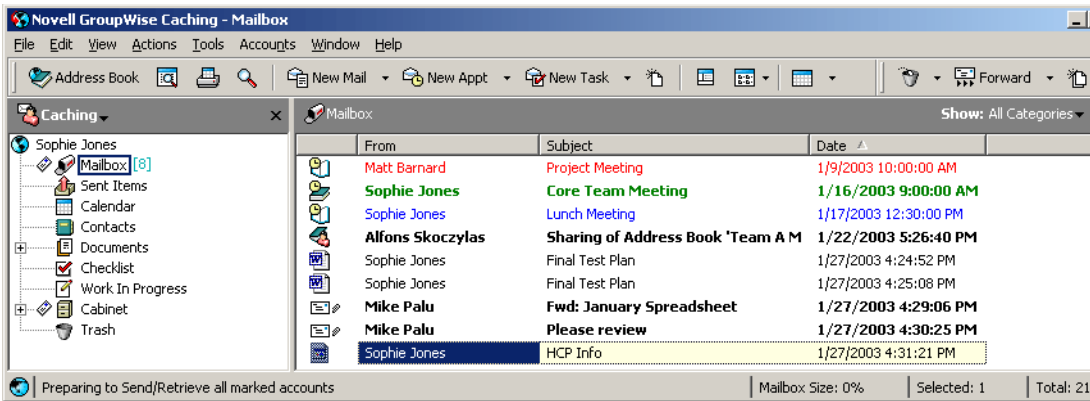 Novell GroupWise Caching - Mailbox
File Edit View Actions Tools Accounts Window Help
Address Book New Mail New Appt New Task Forward
Caching Mailbox Show: All Categories
Sophie Jones
Mailbox [8]
Sent Items
Calendar
Contacts
Documents
Checklist
Work In Progress
Cabinet
Trash
From Subject Date
Matt Barnard Project Meeting 1/9/2003 10:00:00 AM
Sophie Jones Core Team Meeting 1/16/2003 9:00:00 AM
Sophie Jones Lunch Meeting 1/17/2003 12:30:00 PM
Alfons Skoczylas Sharing of Address Book 'Team A M 1/22/2003 5:26:40 PM
Sophie Jones Final Test Plan 1/27/2003 4:24:52 PM
Sophie Jones Final Test Plan 1/27/2003 4:25:08 PM
Mike Palu Fwd: January Spreadsheet 1/27/2003 4:29:06 PM
Mike Palu Please review 1/27/2003 4:30:25 PM
Sophie Jones HCP Info 1/27/2003 4:31:21 PM
Preparing to Send/Retrieve all marked accounts Mailbox Size: 0% Selected: 1 Total: 21